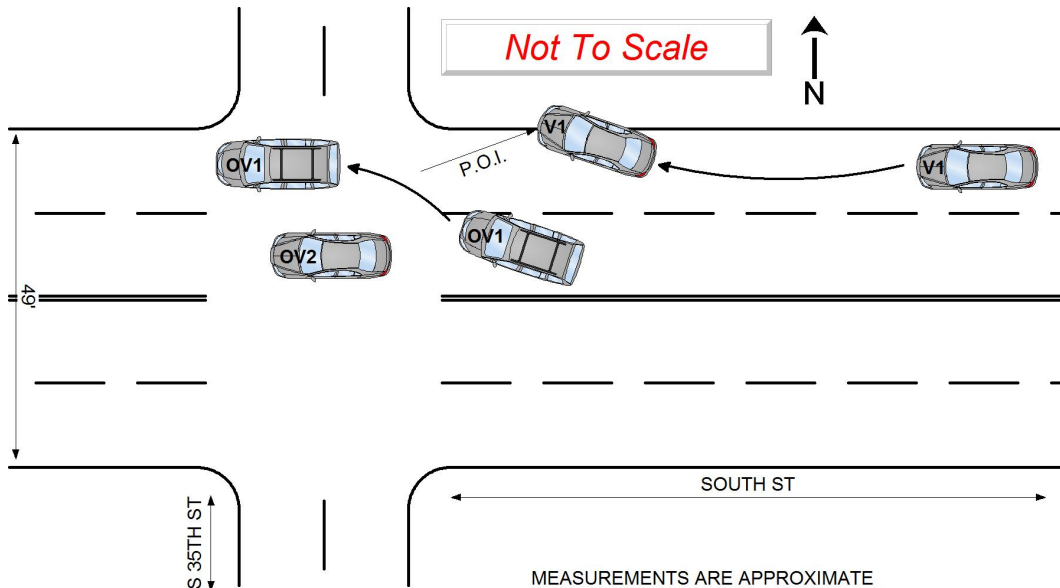 Not To Scale
N
V1
P.O.I.
OV1
V1
OV1
OV2
49'
SOUTH ST
S 35TH ST
MEASUREMENTS ARE APPROXIMATE